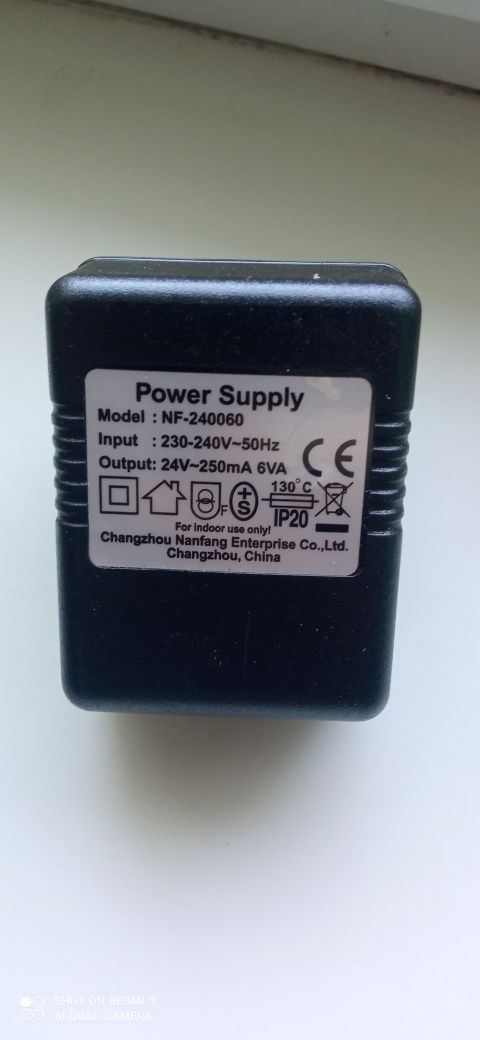 Power Supply
Model : NF-240060
Input : 230-240V~50Hz
Output: 24V~250mA 6VA
CE
F
+
S
130°C
IP20
For indoor use only!
Changzhou Nanfang Enterprise Co.,Ltd.
Changzhou, China
SHOT ON REDMI 9
AI QUAD CAMERA